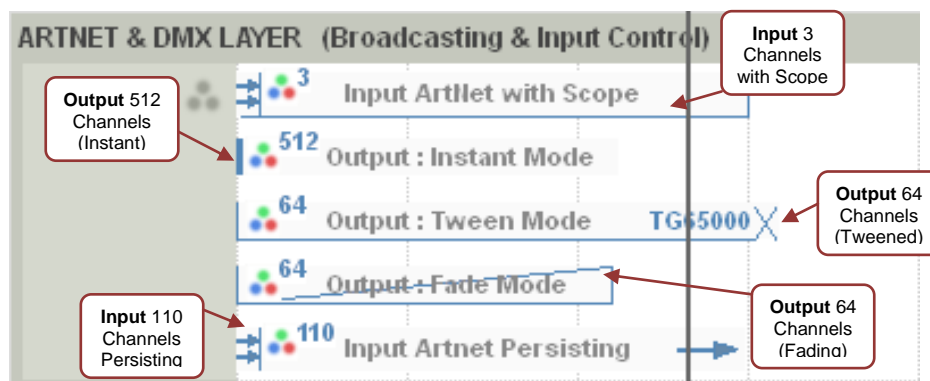 ARTNET & DMX LAYER (Broadcasting & Input Control)
Input 3
Channels
with Scope
Output 512
Channels
(Instant)
3
Input ArtNet with Scope
512
Output : Instant Mode
64
Output : Tween Mode
TG65000
Output 64
Channels
(Tweened)
64
Output : Fade Mode
Output 64
Channels
(Fading)
Input 110
Channels
Persisting
110
Input Artnet Persisting